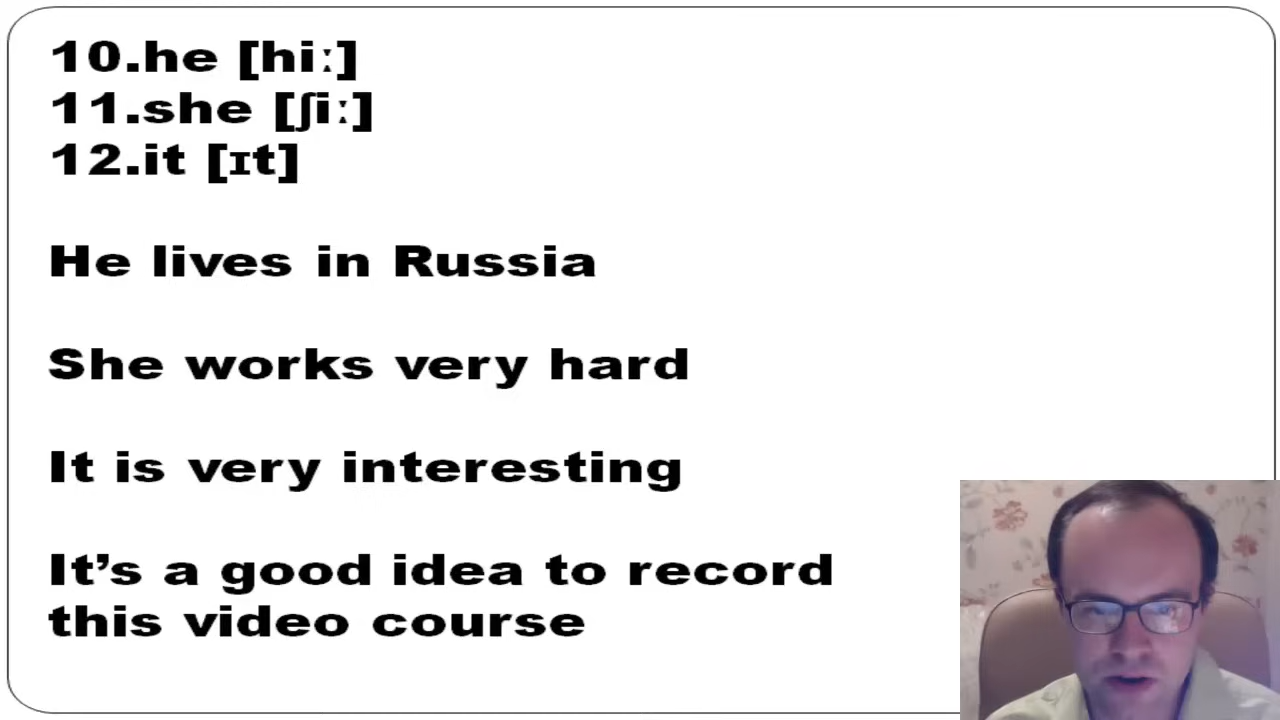 10.he [hiː]
11.she [ʃiː]
12.it [ɪt]
He lives in Russia
She works very hard
It is very interesting
It’s a good idea to record
this video course